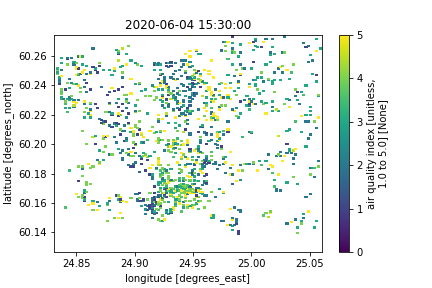 2020-06-04 15:30:00
60.26
60.24
60.22
60.20
60.18
60.16
60.14
latitude [degrees_north]
24.85 24.90 24.95 25.00 25.05
longitude [degrees_east]
5
4
3
2
1
0
air quality index [unitless,
1.0 to 5.0] [None]